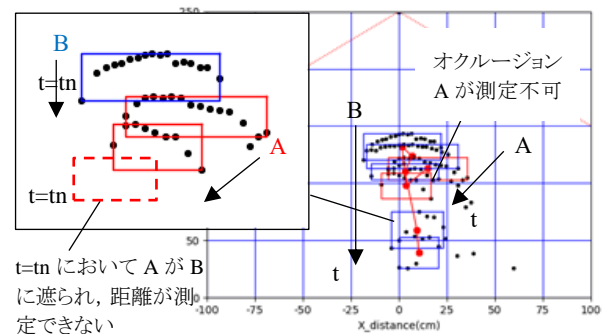 B
t=tn
A
t=tn
t=tn において A が B
に遮られ, 距離が測
定できない
オクルージョン
A が測定不可
B
A
t
t
250
50
0
-100
-75
-50
-25
0
25
50
75
100
X_distance(cm)